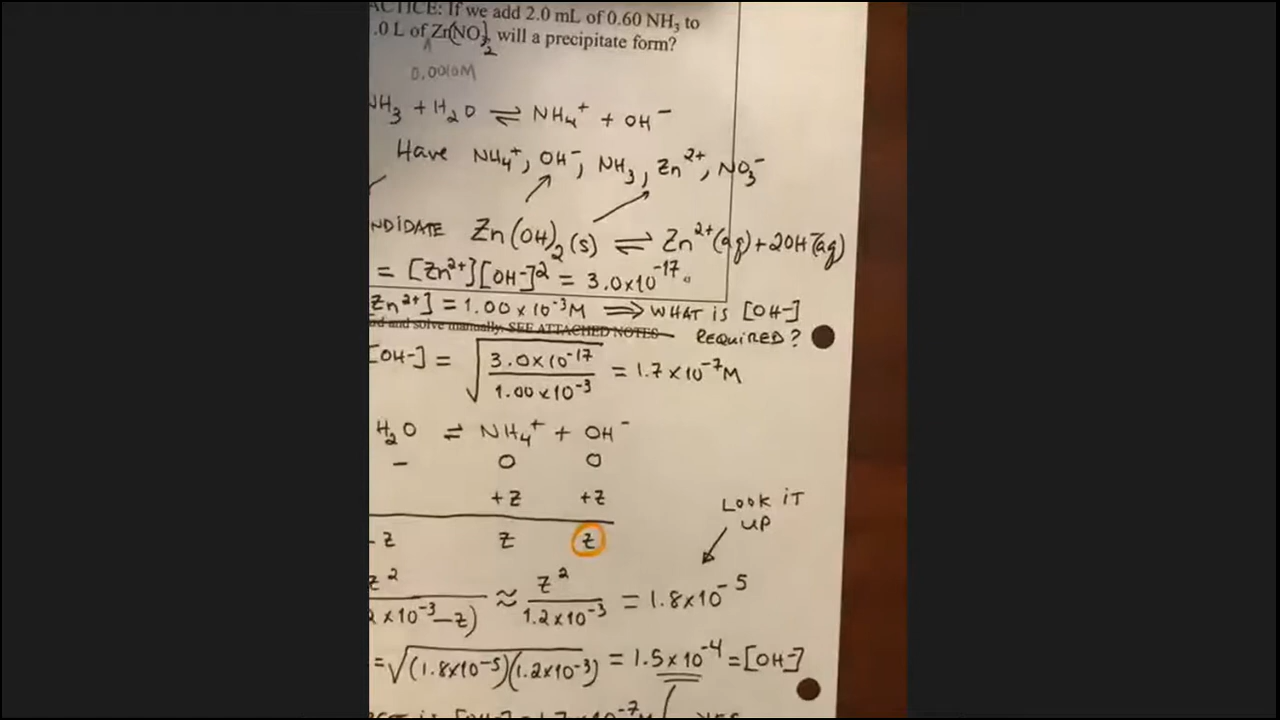 ACTICE: If we add 2.0 mL of 0.60 NH₃ to
.0 L of Zn(NO₃)₂ will a precipitate form?
0.0010M
NH₃ + H₂O ⇌ NH₄⁺ + OH⁻
Have NH₄⁺, OH⁻, NH₃, Zn²⁺, NO₃⁻
NDIDATE Zn(OH)₂(s) ⇌ Zn²⁺(aq) + 2OH⁻(aq)
= [Zn²⁺][OH⁻]² = 3.0×10⁻¹⁷.
[Zn²⁺] = 1.00×10⁻³M ⟹ WHAT IS [OH⁻]
and solve manually. SEE ATTACHED NOTES REQUIRED?
[OH⁻] = √(3.0×10⁻¹⁷ / 1.00×10⁻³) = 1.7×10⁻⁷M
H₂O ⇌ NH₄⁺ + OH⁻
– 0 0
+z +z
LOOK IT
UP
– z z z
z² / (2×10⁻³ – z) ≈ z² / 1.2×10⁻³ = 1.8×10⁻⁵
= √(1.8×10⁻⁵)(1.2×10⁻³) = 1.5×10⁻⁴ = [OH⁻]
[OH⁻] = 1.7×10⁻⁷M YES